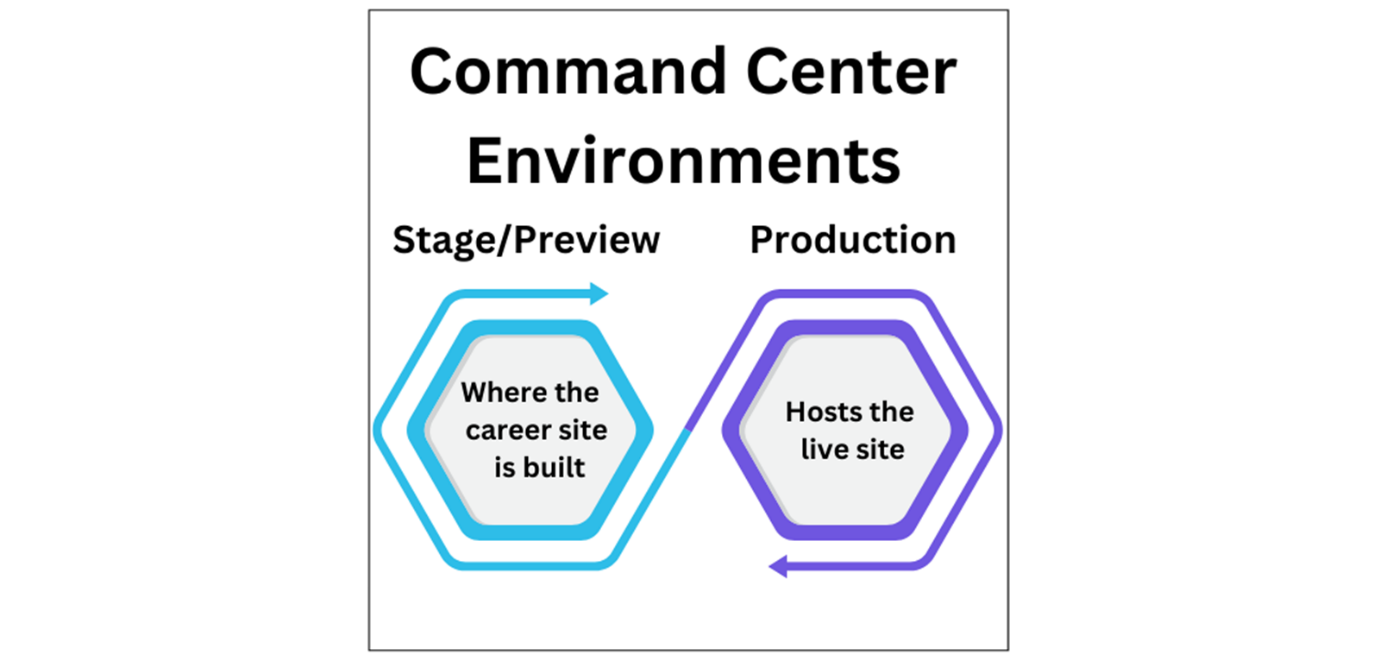 Command Center
Environments
Stage/Preview
Production
Where the
career site
is built
Hosts the
live site